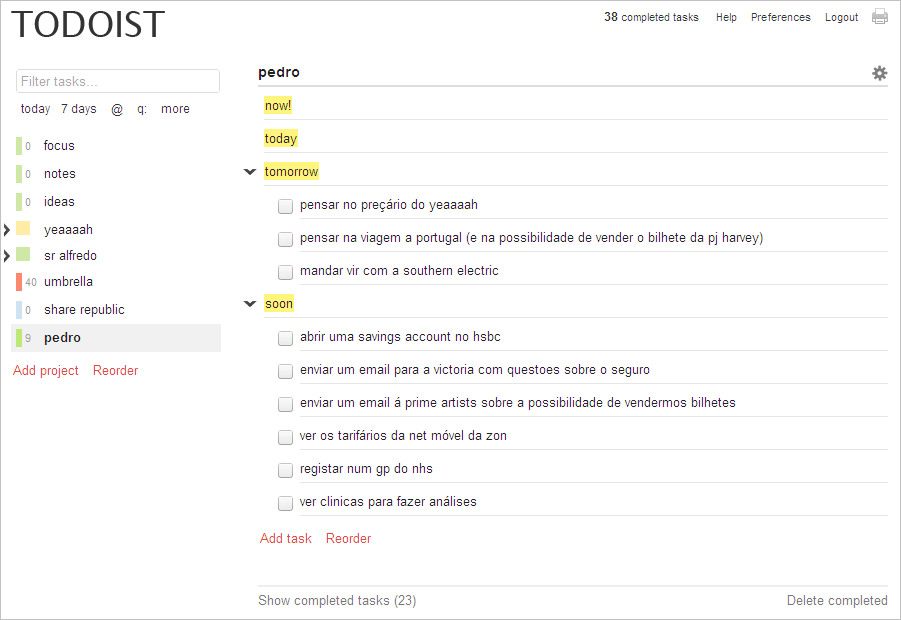 TODOIST
38 completed tasks Help Preferences Logout
Filter tasks...
today 7 days @ q: more
0 focus
0 notes
0 ideas
yeaaaah
sr alfredo
40 umbrella
0 share republic
9 pedro
Add project Reorder
pedro
now!
today
tomorrow
pensar no preçário do yeaaaah
pensar na viagem a portugal (e na possibilidade de vender o bilhete da pj harvey)
mandar vir com a southern electric
soon
abrir uma savings account no hsbc
enviar um email para a victoria com questoes sobre o seguro
enviar um email á prime artists sobre a possibilidade de vendermos bilhetes
ver os tarifários da net móvel da zon
registar num gp do nhs
ver clinicas para fazer análises
Add task Reorder
Show completed tasks (23) Delete completed